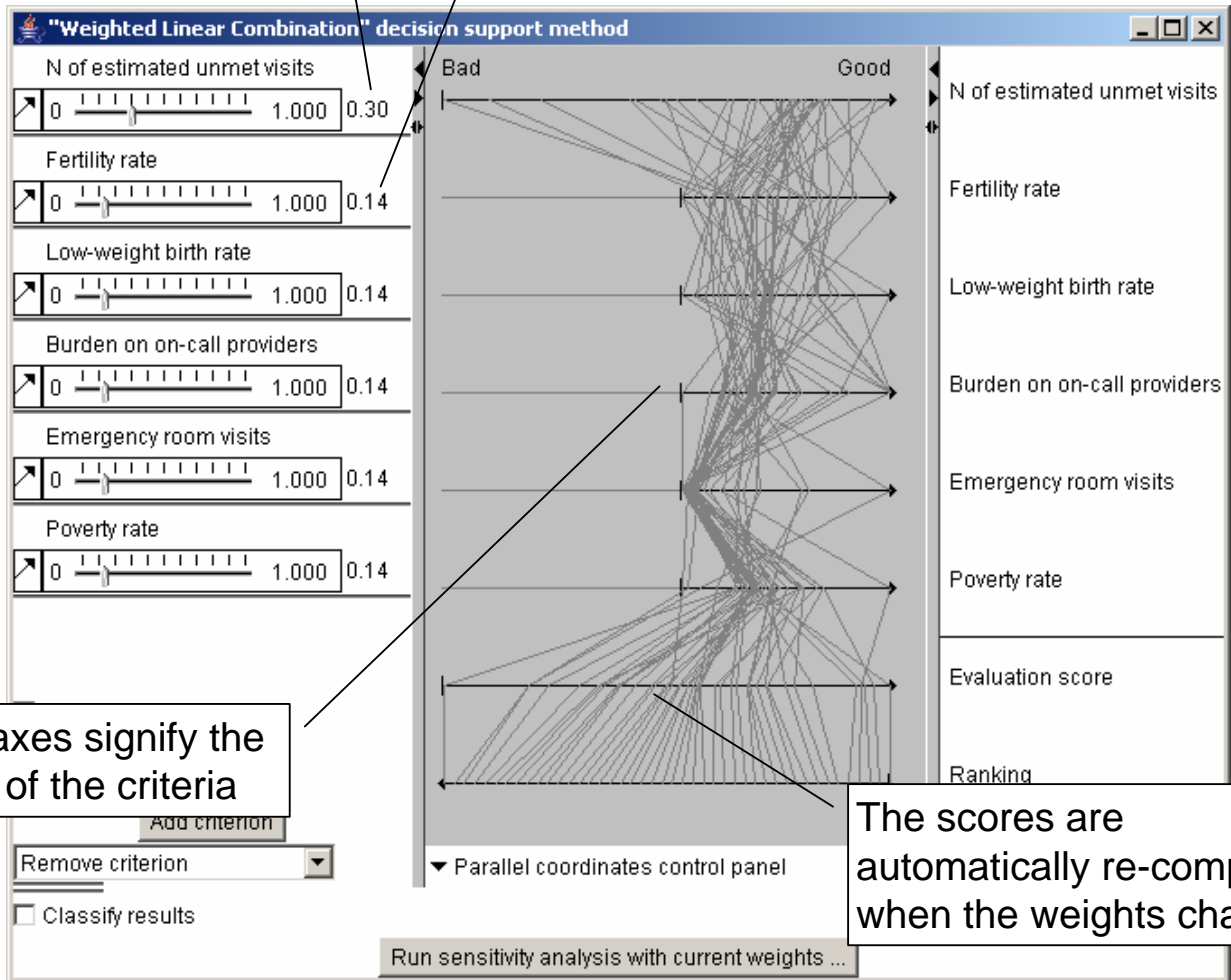 "Weighted Linear Combination" decision support method
N of estimated unmet visits
0 1.000 0.30
Fertility rate
0 1.000 0.14
Low-weight birth rate
0 1.000 0.14
Burden on on-call providers
0 1.000 0.14
Emergency room visits
0 1.000 0.14
Poverty rate
0 1.000 0.14
axes signify the
of the criteria
Add criterion
Remove criterion
Classify results
Bad Good
Parallel coordinates control panel
N of estimated unmet visits
Fertility rate
Low-weight birth rate
Burden on on-call providers
Emergency room visits
Poverty rate
Evaluation score
Ranking
The scores are
automatically re-comp
when the weights cha
Run sensitivity analysis with current weights ...